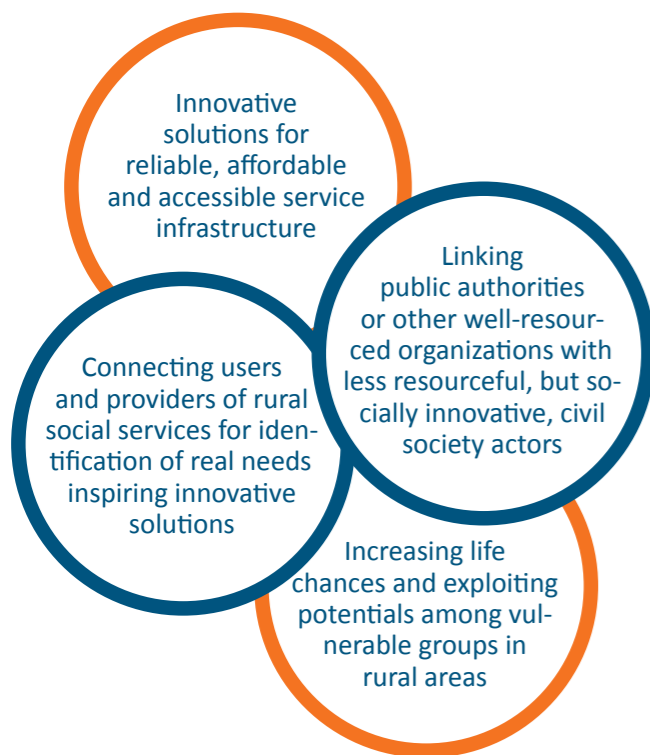 Innovative
solutions for
reliable, affordable
and accessible service
infrastructure
Linking
public authorities
or other well-resour-
ced organizations with
less resourceful, but so-
cially innovative, civil
society actors
Connecting users
and providers of rural
social services for iden-
tification of real needs
inspiring innovative
solutions
Increasing life
chances and exploiting
potentials among vul-
nerable groups in
rural areas